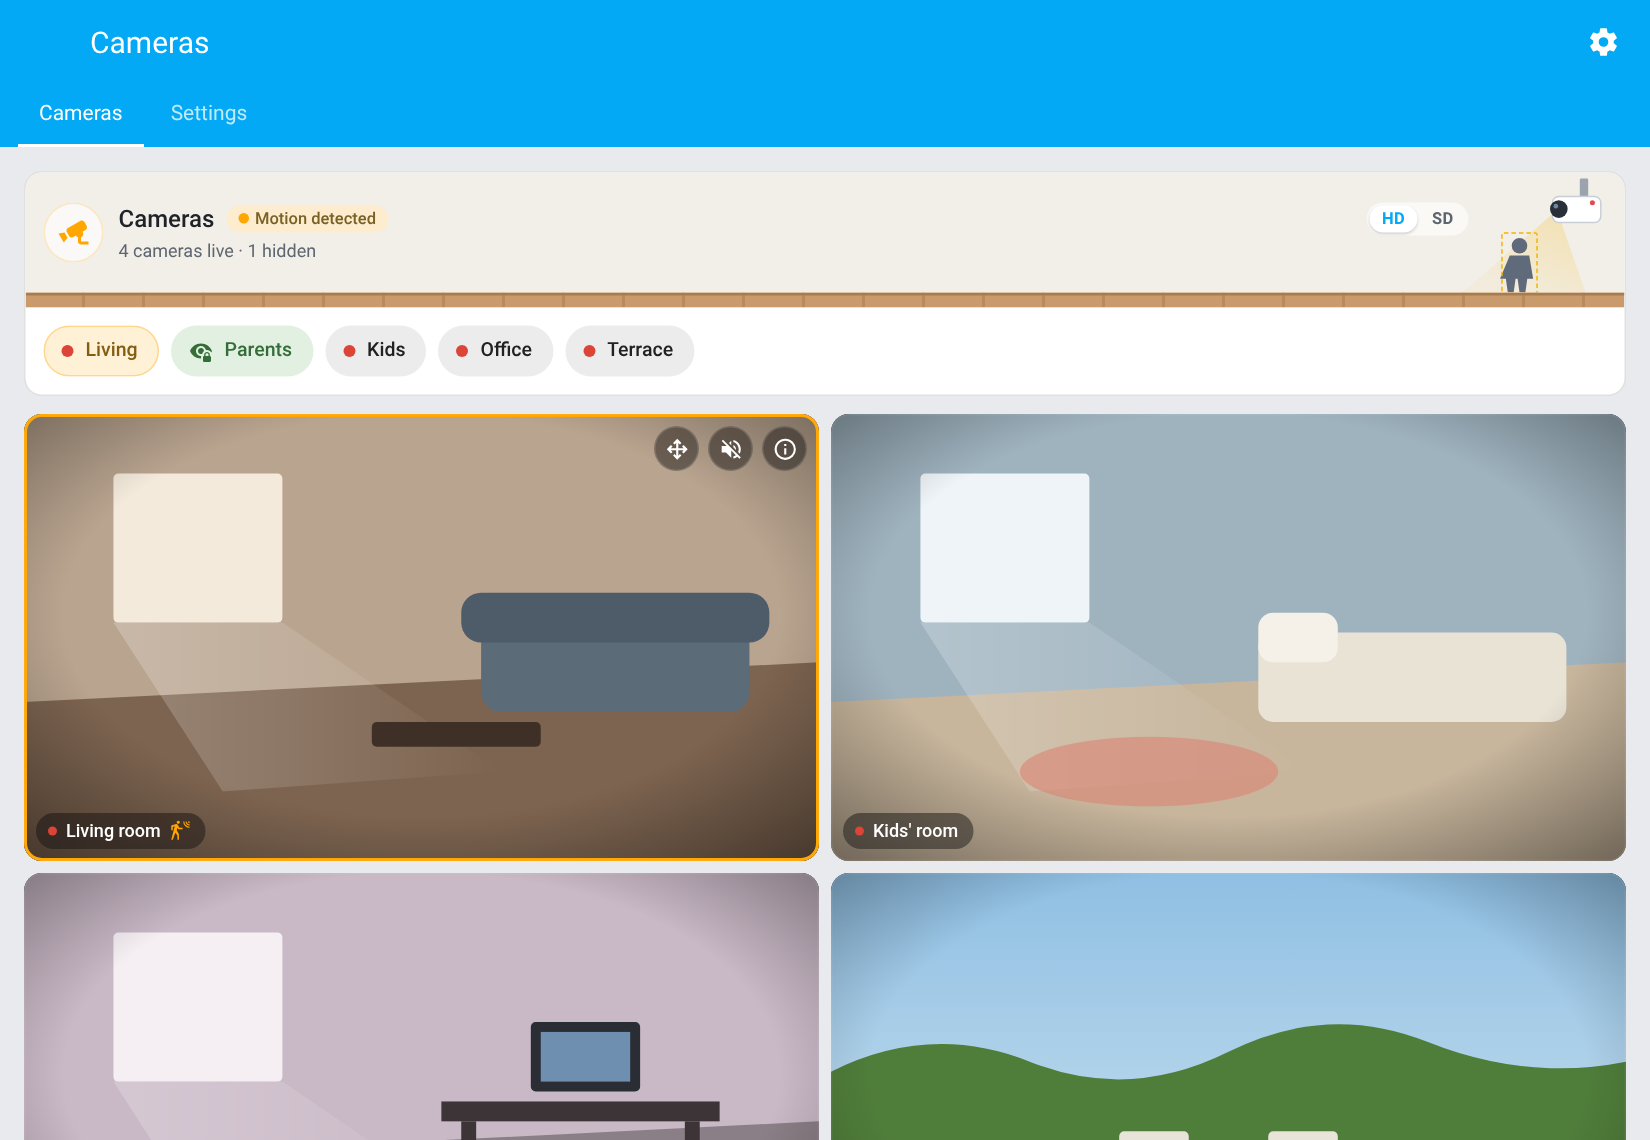 Cameras
Cameras Settings
Cameras Motion detected
4 cameras live · 1 hidden
HD SD
Living Parents Kids Office Terrace
Living room
Kids' room